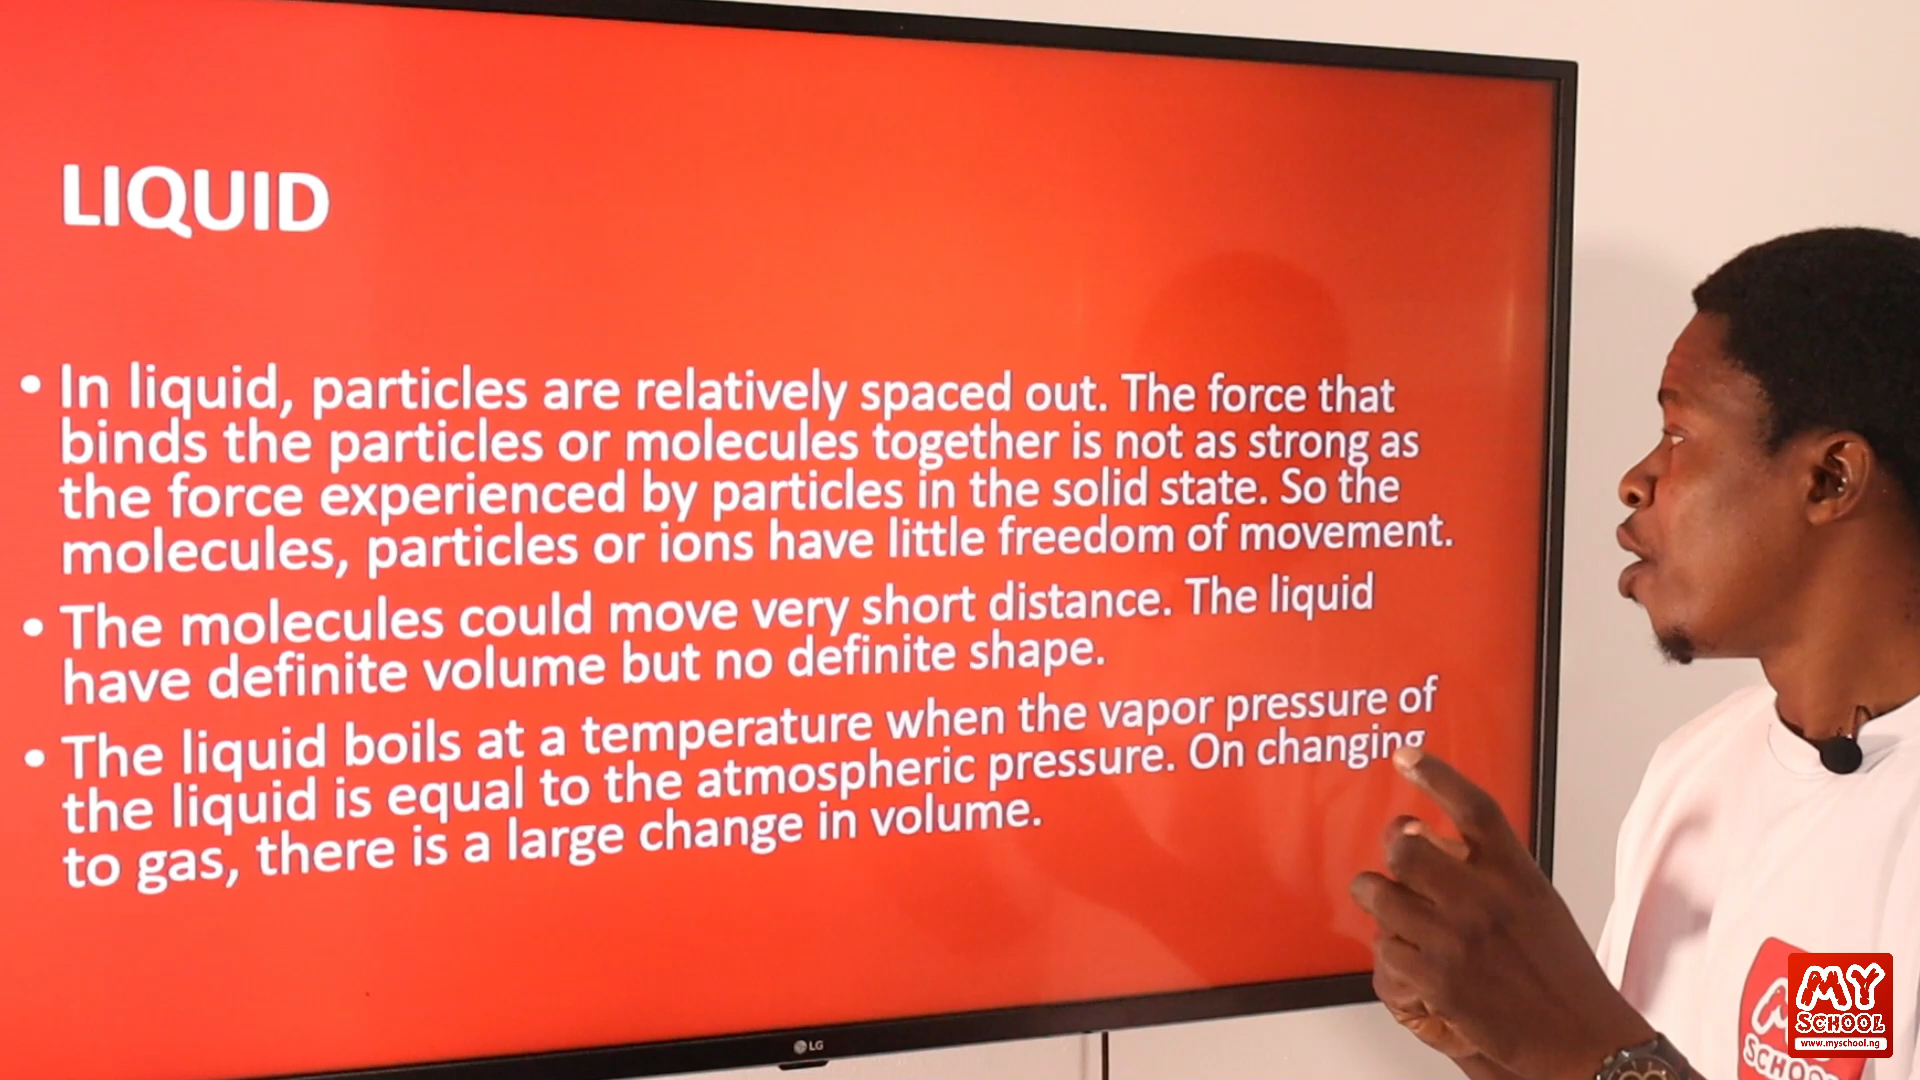 LIQUID
• In liquid, particles are relatively spaced out. The force that
binds the particles or molecules together is not as strong as
the force experienced by particles in the solid state. So the
molecules, particles or ions have little freedom of movement.
• The molecules could move very short distance. The liquid
have definite volume but no definite shape.
• The liquid boils at a temperature when the vapor pressure of
the liquid is equal to the atmospheric pressure. On changing
to gas, there is a large change in volume.
LG
MY
SCHOOL
www.myschool.ng